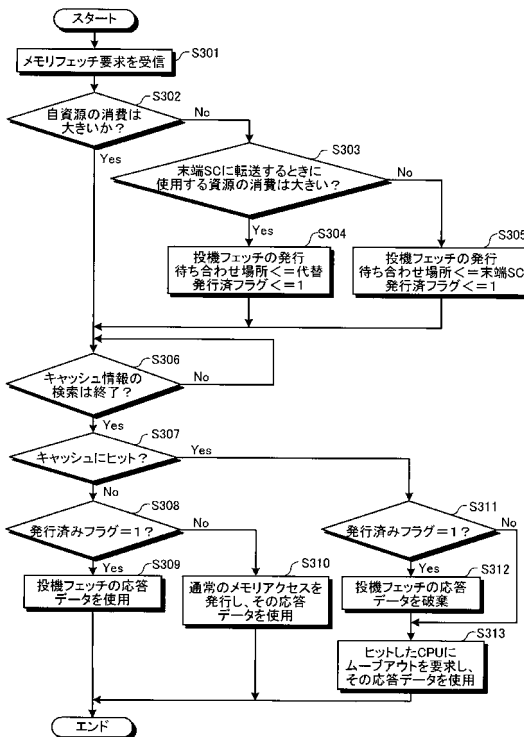 スタート
S301
メモリフェッチ要求を受信
S302
自資源の消費は
大きいか？
No
Yes
S303
末端SCに転送するときに
使用する資源の消費は大きい？
No
Yes
S304
投機フェッチの発行
待ち合わせ場所<=代替
発行済フラグ<=1
S305
投機フェッチの発行
待ち合わせ場所<=末端SC
発行済フラグ<=1
S306
キャッシュ情報の
検索は終了？
No
Yes
S307
キャッシュにヒット？
Yes
No
S308
発行済みフラグ=1？
No
Yes
S309
投機フェッチの応答
データを使用
S310
通常のメモリアクセスを
発行し、その応答
データを使用
S311
発行済みフラグ=1？
No
Yes
S312
投機フェッチの応答
データを破棄
S313
ヒットしたCPUに
ムーブアウトを要求し、
その応答データを使用
エンド